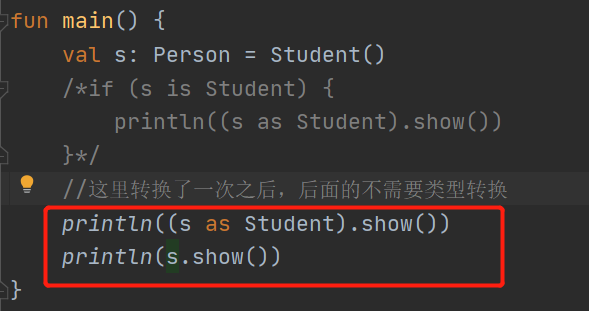 fun main() {
val s: Person = Student()
/*if (s is Student) {
println((s as Student).show())
}*/
//这里转换了一次之后，后面的不需要类型转换
println((s as Student).show())
println(s.show())
}